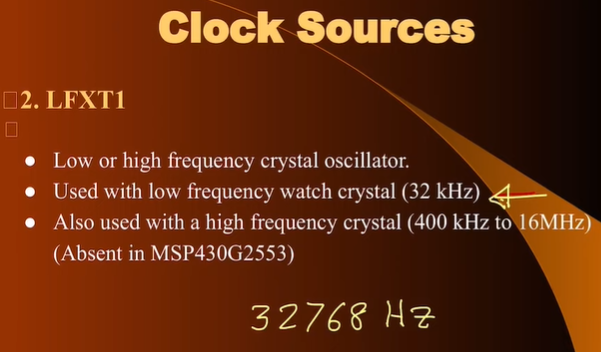 Clock Sources
2. LFXT1
● Low or high frequency crystal oscillator.
● Used with low frequency watch crystal (32 kHz)
● Also used with a high frequency crystal (400 kHz to 16MHz)
(Absent in MSP430G2553)
32768 Hz